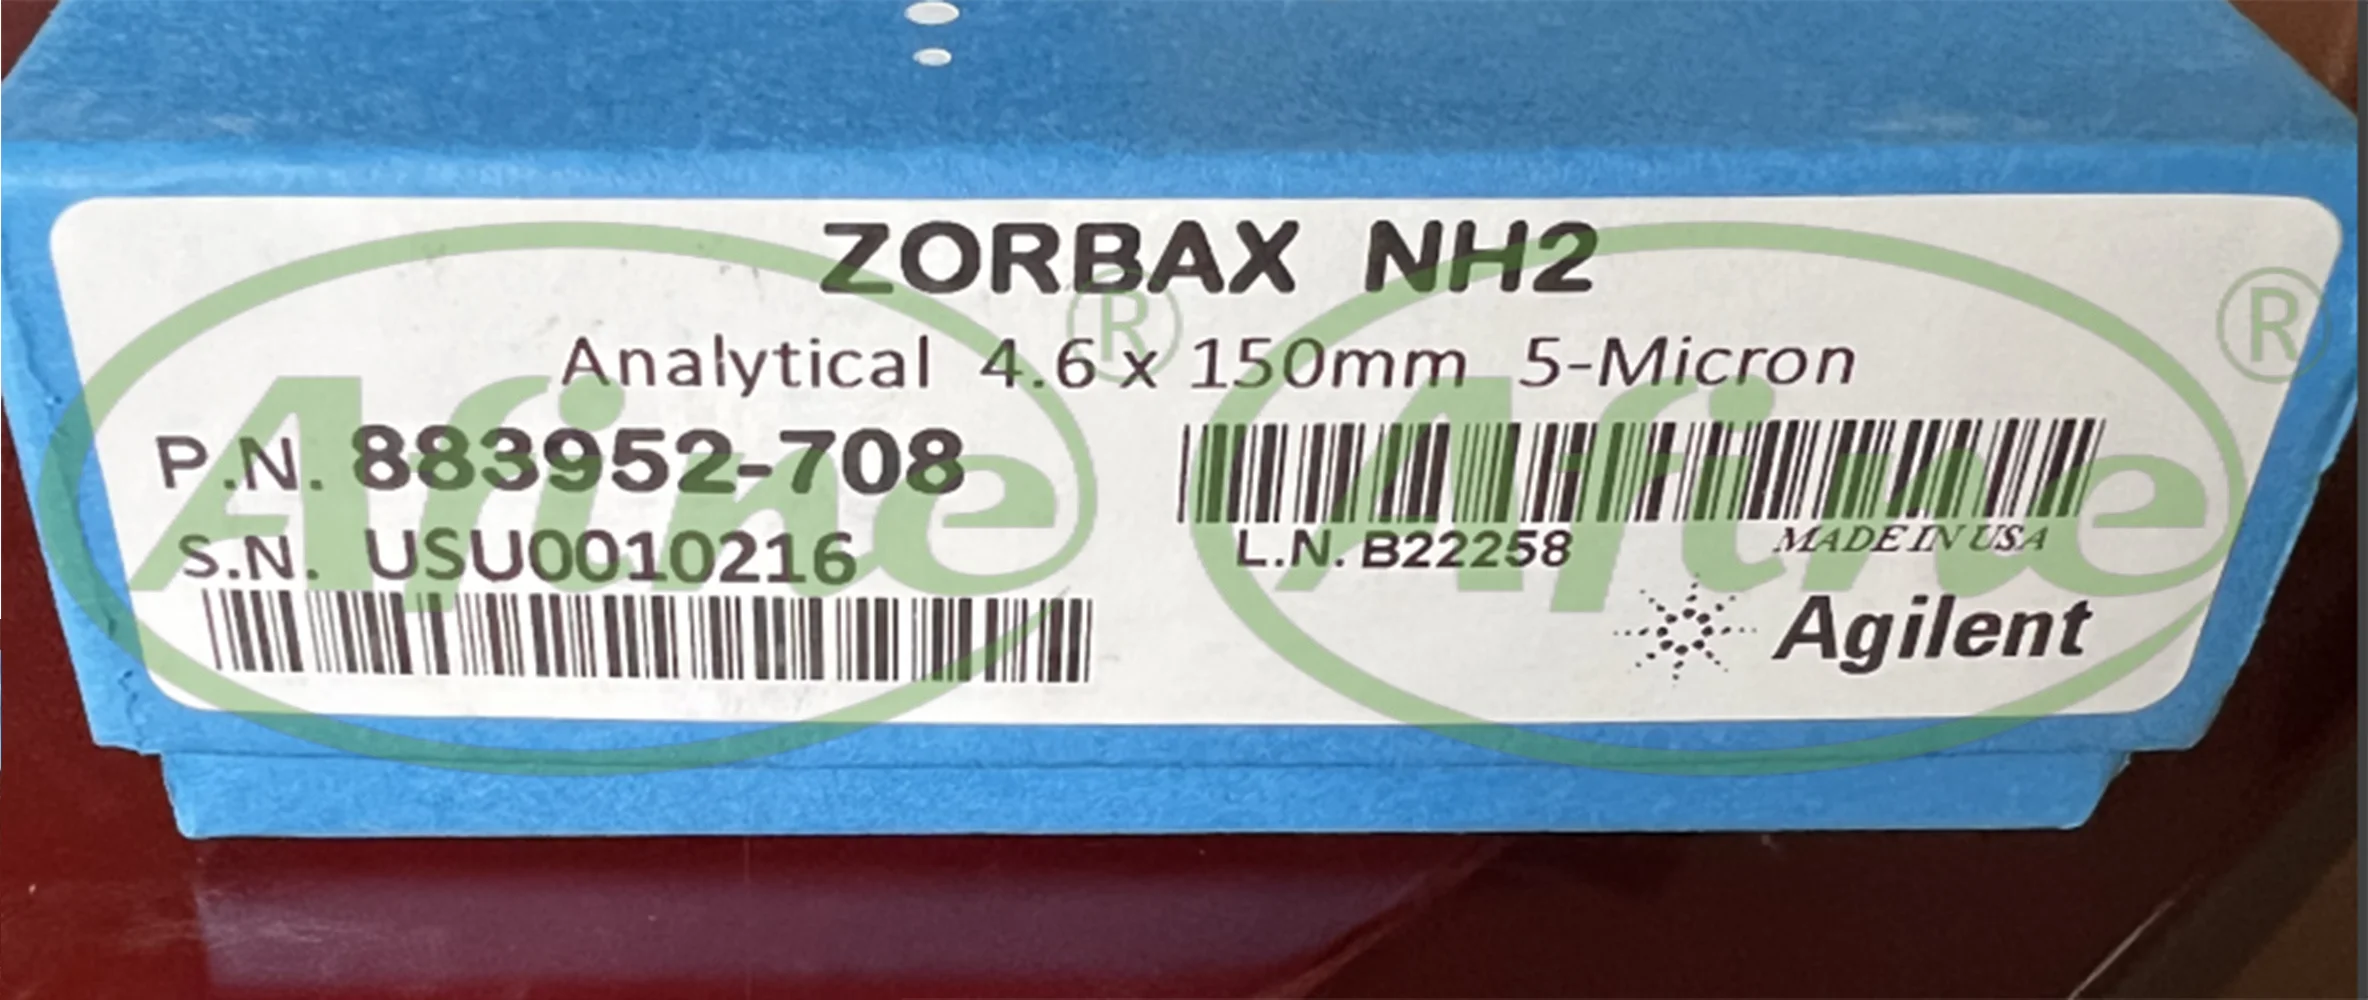 ZORBAX NH2
Analytical 4.6 x 150mm 5-Micron
P.N. 883952-708
S.N. USU0010216
L.N. B22258
MADE IN USA
Agilent
Afine®
Afine®